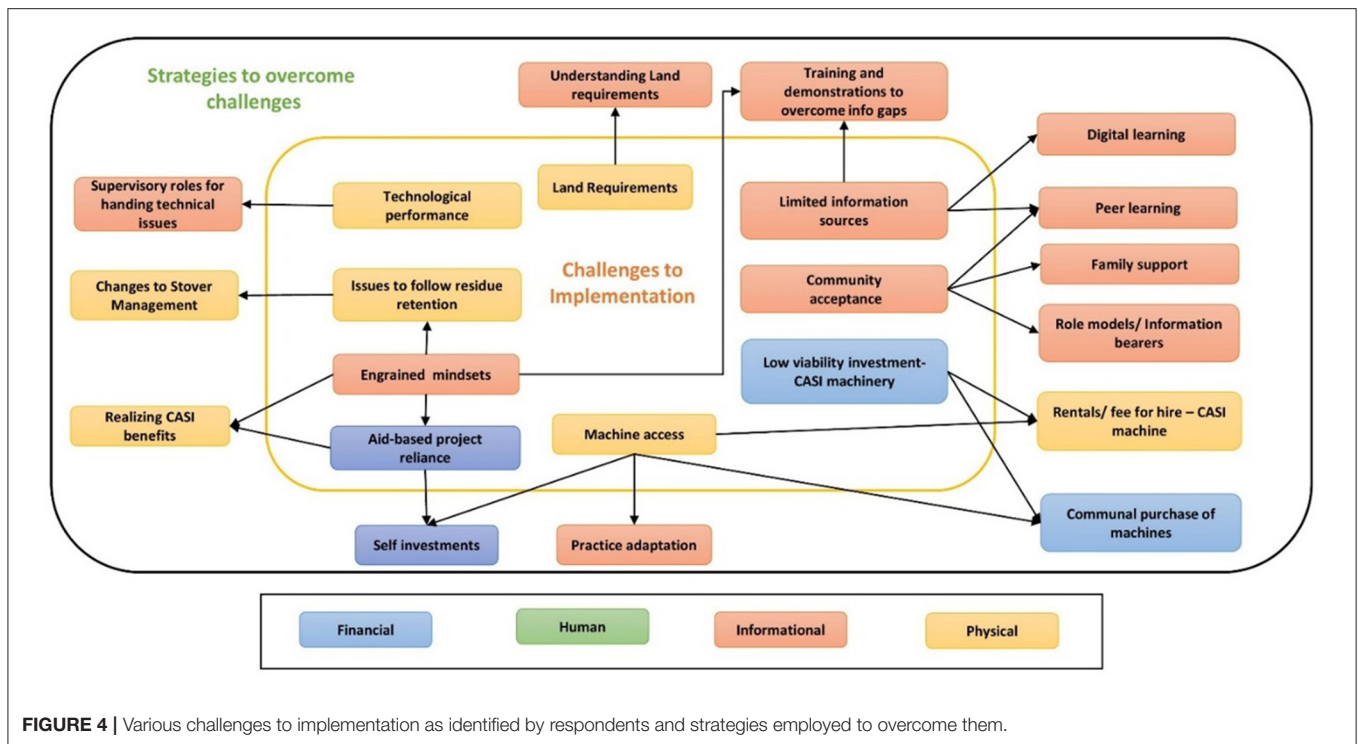 Strategies to overcome
challenges
Understanding Land
requirements
Training and
demonstrations to
overcome info gaps
Digital learning
Supervisory roles for
handing technical
issues
Technological
performance
Land Requirements
Limited information
sources
Peer learning
Family support
Changes to Stover
Management
Issues to follow residue
retention
Challenges to
Implementation
Community
acceptance
Role models/ Information
bearers
Engrained mindsets
Low viability investment-
CASI machinery
Realizing CASI
benefits
Aid-based project
reliance
Machine access
Rentals/ fee for hire – CASI
machine
Self investments
Practice adaptation
Communal purchase of
machines
Financial
Human
Informational
Physical
FIGURE 4 | Various challenges to implementation as identified by respondents and strategies employed to overcome them.